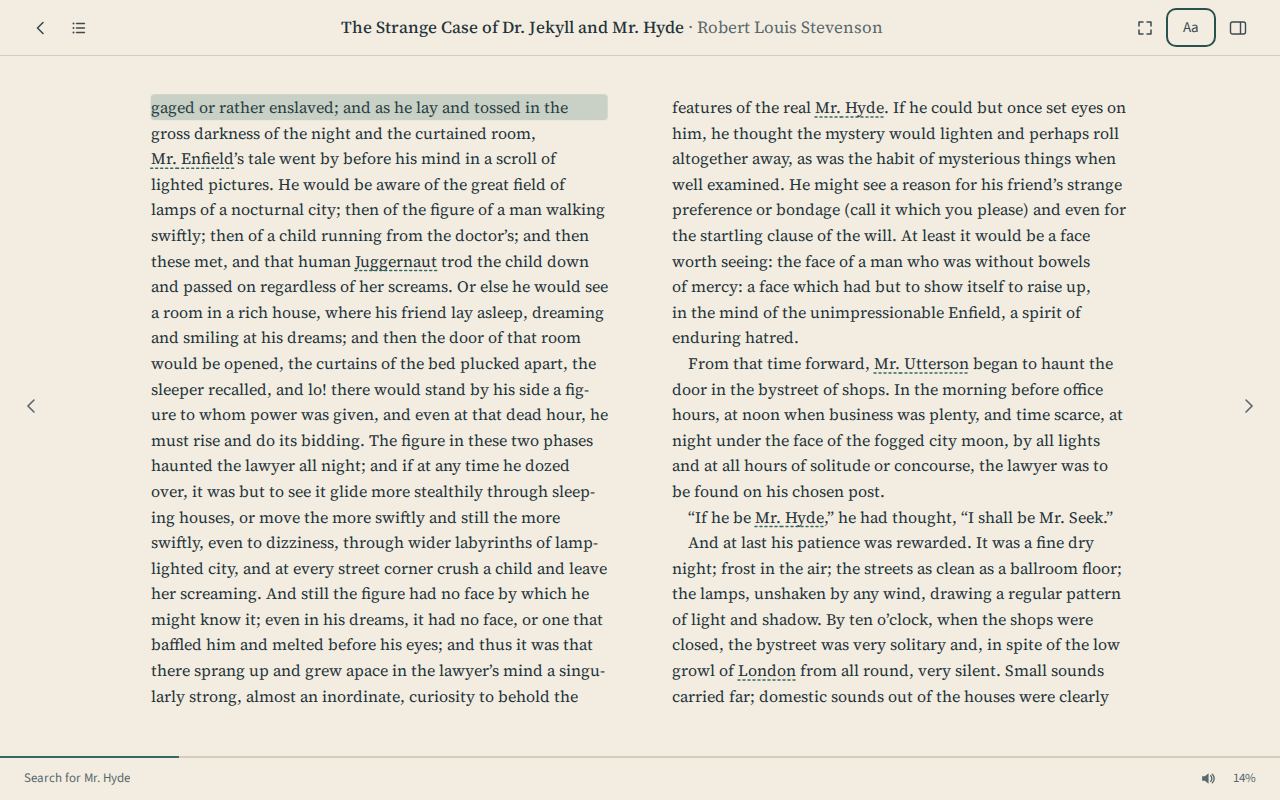 The Strange Case of Dr. Jekyll and Mr. Hyde · Robert Louis Stevenson
Aa
gaged or rather enslaved; and as he lay and tossed in the
gross darkness of the night and the curtained room,
Mr. Enfield’s tale went by before his mind in a scroll of
lighted pictures. He would be aware of the great field of
lamps of a nocturnal city; then of the figure of a man walking
swiftly; then of a child running from the doctor’s; and then
these met, and that human Juggernaut trod the child down
and passed on regardless of her screams. Or else he would see
a room in a rich house, where his friend lay asleep, dreaming
and smiling at his dreams; and then the door of that room
would be opened, the curtains of the bed plucked apart, the
sleeper recalled, and lo! there would stand by his side a fig-
ure to whom power was given, and even at that dead hour, he
must rise and do its bidding. The figure in these two phases
haunted the lawyer all night; and if at any time he dozed
over, it was but to see it glide more stealthily through sleep-
ing houses, or move the more swiftly and still the more
swiftly, even to dizziness, through wider labyrinths of lamp-
lighted city, and at every street corner crush a child and leave
her screaming. And still the figure had no face by which he
might know it; even in his dreams, it had no face, or one that
baffled him and melted before his eyes; and thus it was that
there sprang up and grew apace in the lawyer’s mind a singu-
larly strong, almost an inordinate, curiosity to behold the
features of the real Mr. Hyde. If he could but once set eyes on
him, he thought the mystery would lighten and perhaps roll
altogether away, as was the habit of mysterious things when
well examined. He might see a reason for his friend’s strange
preference or bondage (call it which you please) and even for
the startling clause of the will. At least it would be a face
worth seeing: the face of a man who was without bowels
of mercy: a face which had but to show itself to raise up,
in the mind of the unimpressionable Enfield, a spirit of
enduring hatred.
From that time forward, Mr. Utterson began to haunt the
door in the bystreet of shops. In the morning before office
hours, at noon when business was plenty, and time scarce, at
night under the face of the fogged city moon, by all lights
and at all hours of solitude or concourse, the lawyer was to
be found on his chosen post.
“If he be Mr. Hyde,” he had thought, “I shall be Mr. Seek.”
And at last his patience was rewarded. It was a fine dry
night; frost in the air; the streets as clean as a ballroom floor;
the lamps, unshaken by any wind, drawing a regular pattern
of light and shadow. By ten o’clock, when the shops were
closed, the bystreet was very solitary and, in spite of the low
growl of London from all round, very silent. Small sounds
carried far; domestic sounds out of the houses were clearly
Search for Mr. Hyde
14%